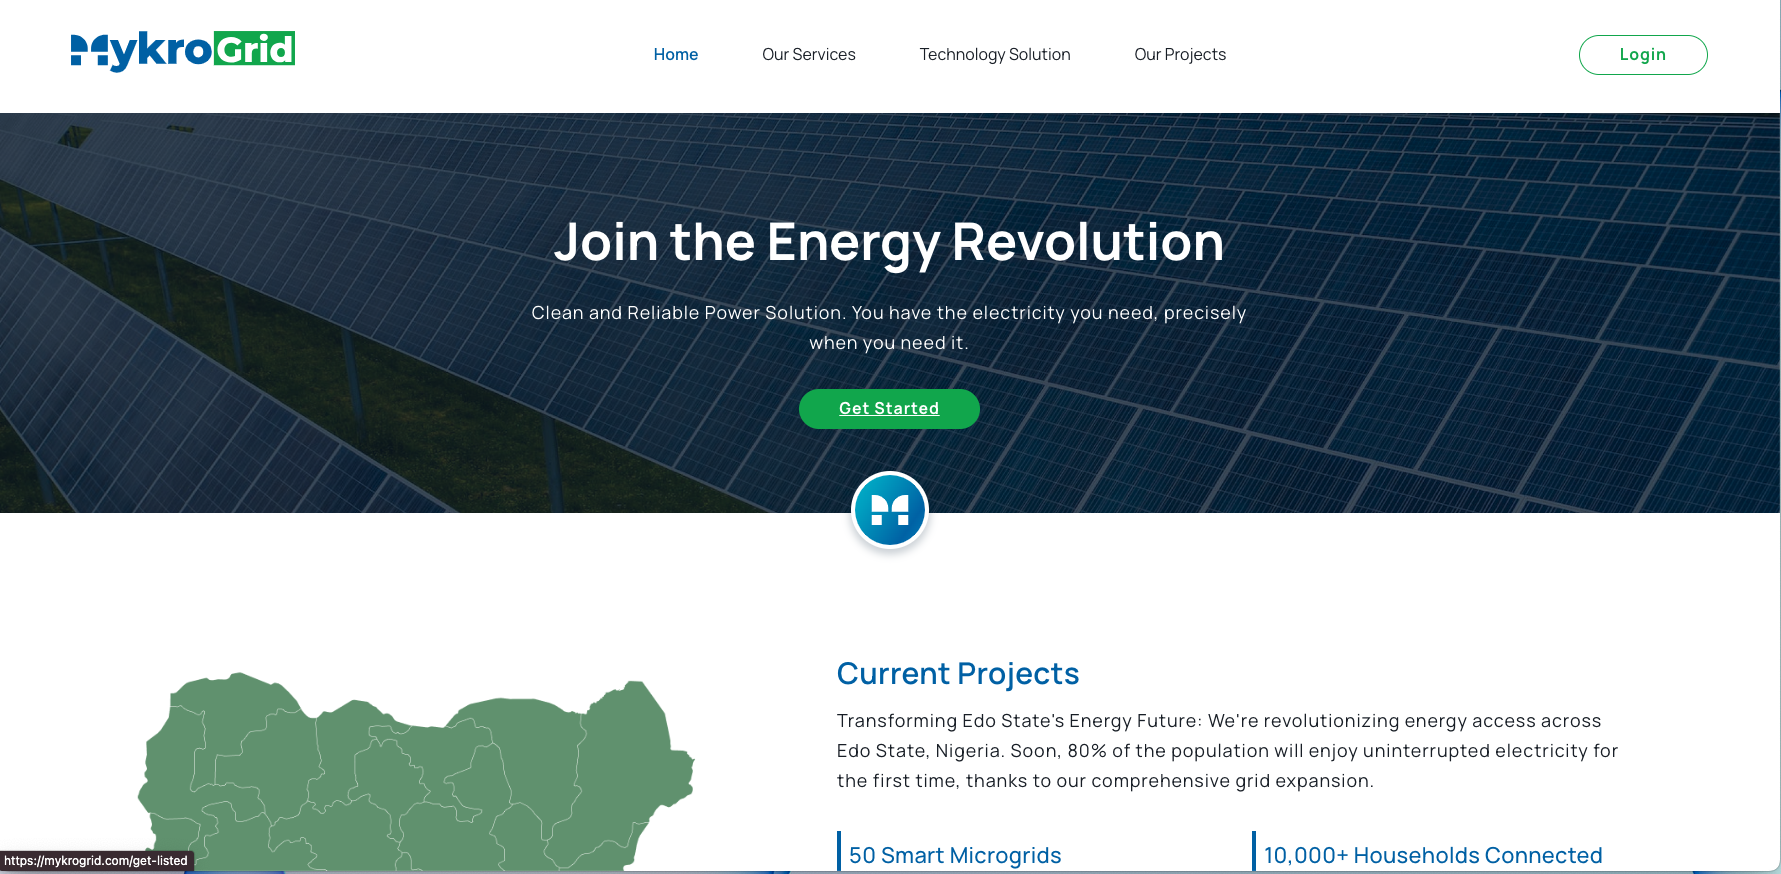 MykroGrid
Home
Our Services
Technology Solution
Our Projects
Login
Join the Energy Revolution
Clean and Reliable Power Solution. You have the electricity you need, precisely
when you need it.
Get Started
Current Projects
Transforming Edo State's Energy Future: We're revolutionizing energy access across
Edo State, Nigeria. Soon, 80% of the population will enjoy uninterrupted electricity for
the first time, thanks to our comprehensive grid expansion.
50 Smart Microgrids
10,000+ Households Connected
https://mykrogrid.com/get-listed